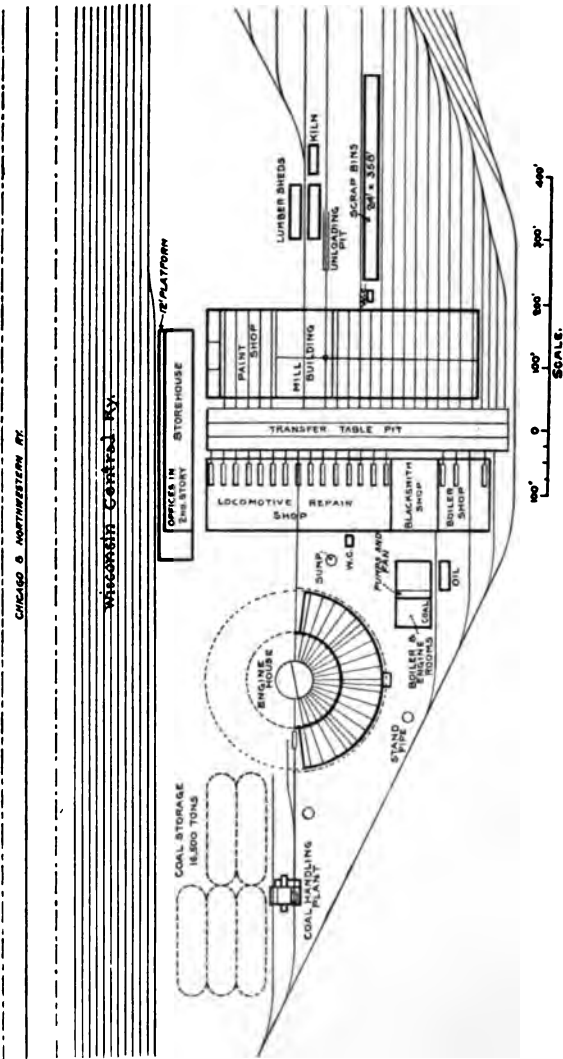 CHICAGO & NORTHWESTERN RY.
Wisconsin Central Ry.
12' PLATFORM
OFFICES IN
2ND. STORY
STOREHOUSE
LUMBER SHEDS
KILN
UNLOADING
PIT
SCRAP BINS
24' x 358'
PAINT
SHOP
MILL
BUILDING
TRANSFER TABLE PIT
LOCOMOTIVE REPAIR
SHOP
BLACKSMITH
SHOP
BOILER
SHOP
SUMP
W.C.
PUMPS AND
FAN
COAL
OIL
BOILER &
ENGINE
ROOMS
ENGINE
HOUSE
STAND
PIPE
COAL STORAGE
16,500 TONS
COAL HANDLING
PLANT
100' 0 100' 200' 300' 400'
SCALE.